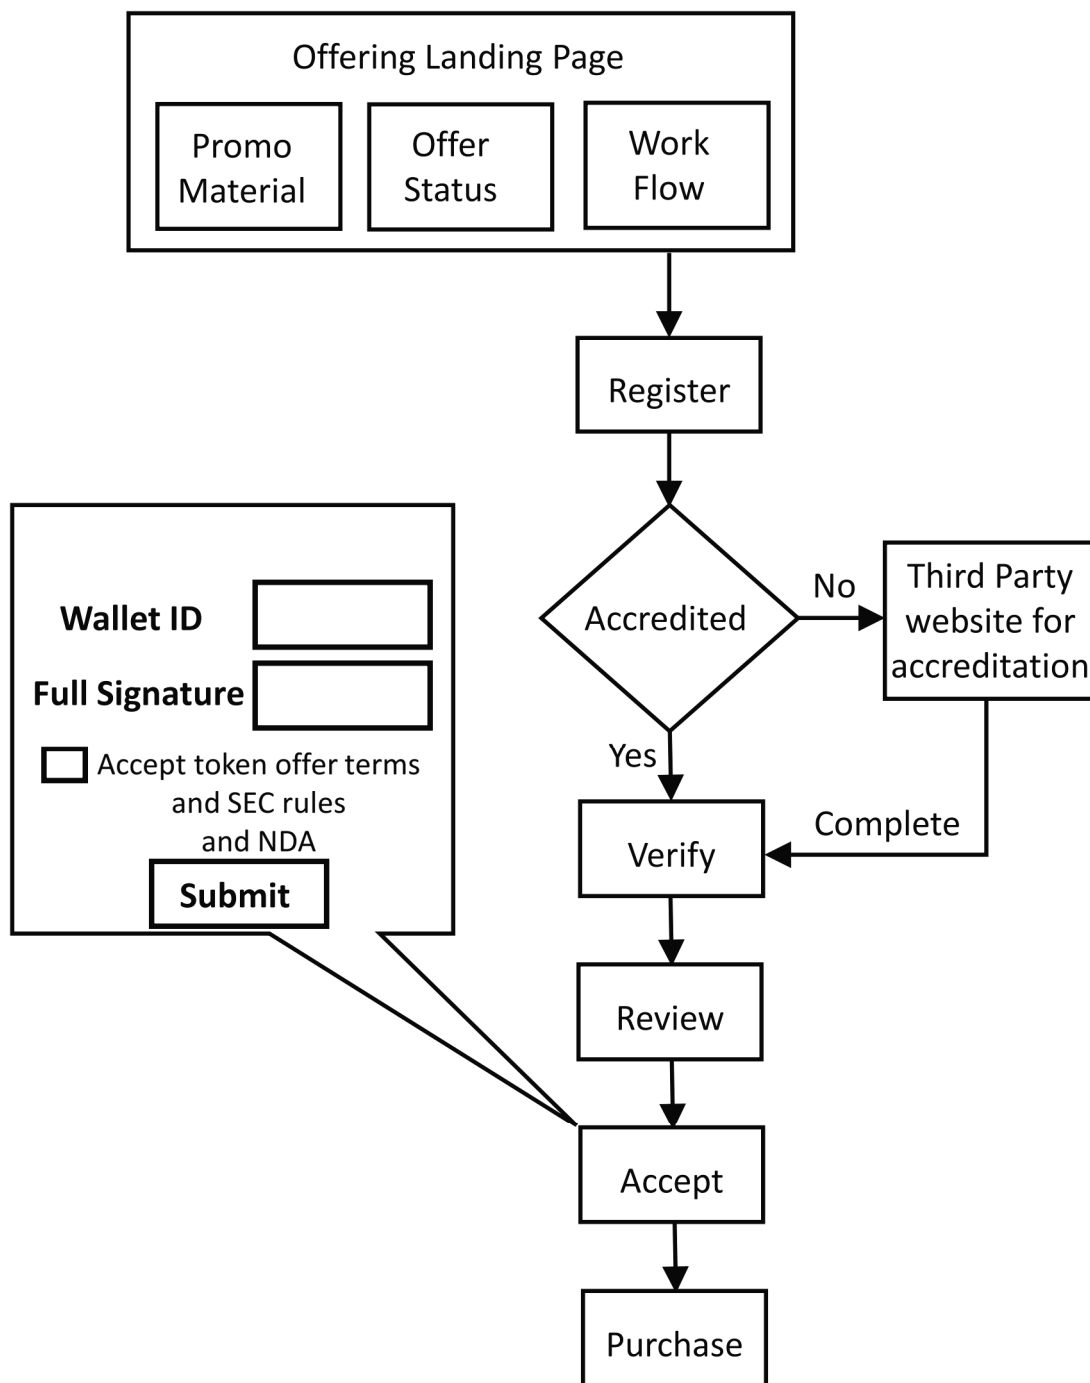 Offering Landing Page
Promo
Material
Offer
Status
Work
Flow
Register
Accredited
No
Third Party
website for
accreditation
Yes
Complete
Verify
Wallet ID
Full Signature
Accept token offer terms
and SEC rules
and NDA
Submit
Review
Accept
Purchase